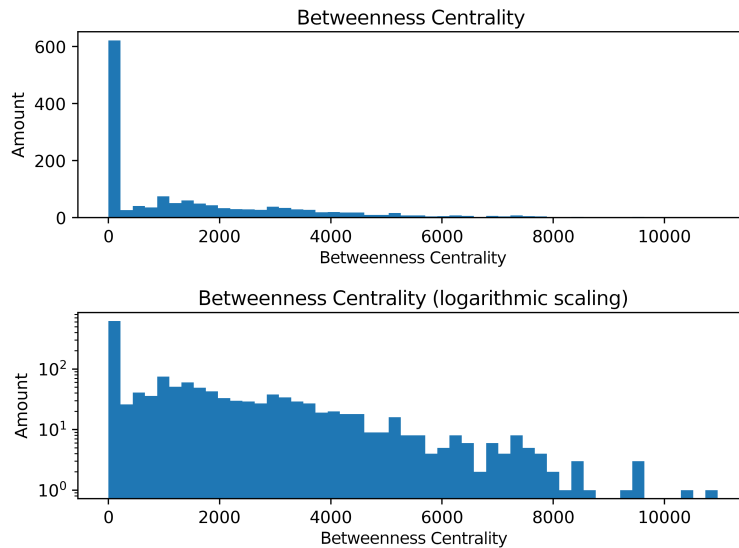 Betweenness Centrality
600
400
200
0
Amount
0 2000 4000 6000 8000 10000
Betweenness Centrality
Betweenness Centrality (logarithmic scaling)
10²
10¹
10⁰
Amount
0 2000 4000 6000 8000 10000
Betweenness Centrality